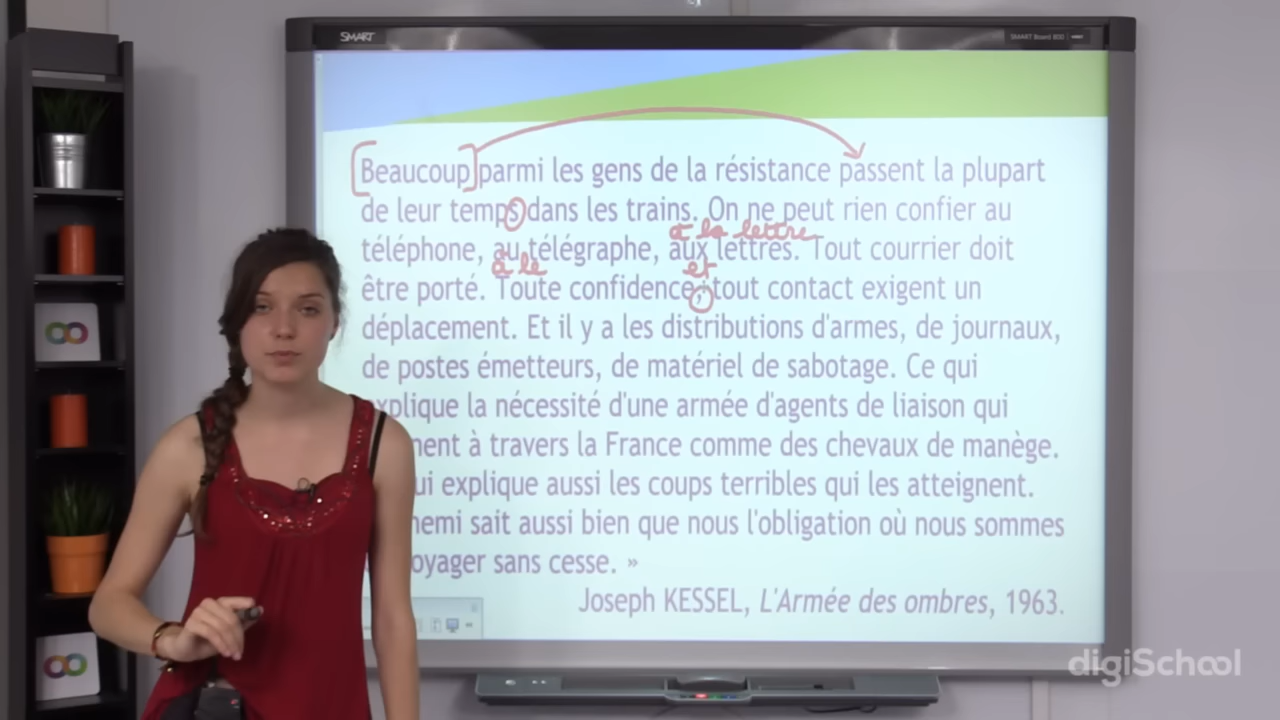 SMART
SMART Board 800
Beaucoup parmi les gens de la résistance passent la plupart
de leur temps dans les trains. On ne peut rien confier au
à la lettre
téléphone, au télégraphe, aux lettres. Tout courrier doit
à le
et
être porté. Toute confidence, tout contact exigent un
déplacement. Et il y a les distributions d'armes, de journaux,
de postes émetteurs, de matériel de sabotage. Ce qui
explique la nécessité d'une armée d'agents de liaison qui
nent à travers la France comme des chevaux de manège.
ui explique aussi les coups terribles qui les atteignent.
nemi sait aussi bien que nous l'obligation où nous sommes
oyager sans cesse. »
Joseph KESSEL, L'Armée des ombres, 1963.
digiSchool